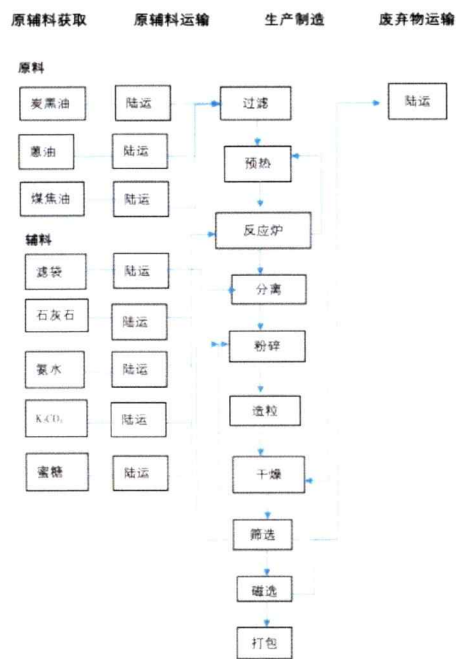 原辅料获取 原辅料运输 生产制造 废弃物运输
原料
炭黑油 陆运 过滤 陆运
蒽油 陆运 预热
煤焦油 陆运
反应炉
辅料
滤袋 陆运 分离
石灰石 陆运
粉碎
氨水 陆运
K₂CO₃ 陆运 造粒
蜜糖 陆运 干燥
筛选
磁选
打包